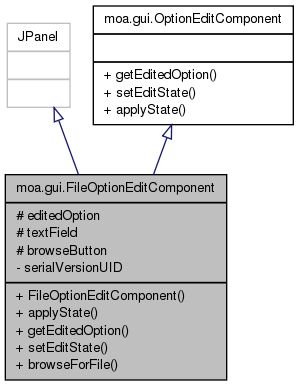 moa.gui.OptionEditComponent
+ getEditedOption()
+ setEditState()
+ applyState()
JPanel
moa.gui.FileOptionEditComponent
# editedOption
# textField
# browseButton
- serialVersionUID
+ FileOptionEditComponent()
+ applyState()
+ getEditedOption()
+ setEditState()
+ browseForFile()